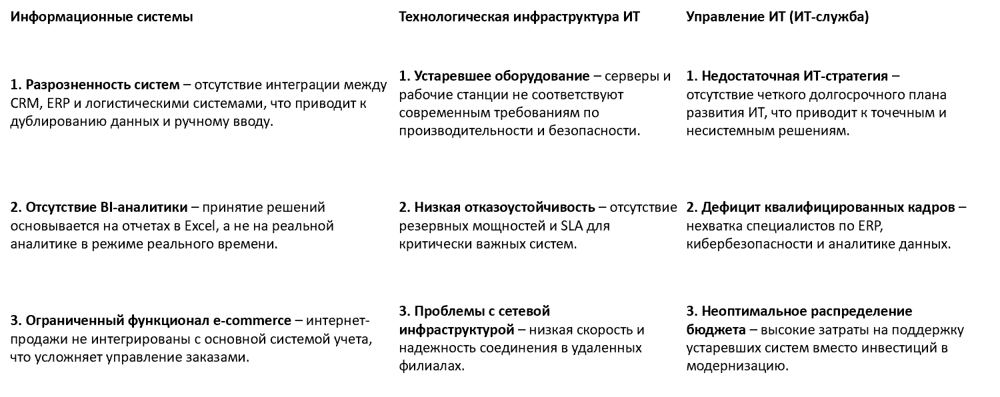 Информационные системы
Технологическая инфраструктура ИТ
Управление ИТ (ИТ-служба)
1. Разрозненность систем – отсутствие интеграции между
CRM, ERP и логистическими системами, что приводит к
дублированию данных и ручному вводу.
1. Устаревшее оборудование – серверы и
рабочие станции не соответствуют
современным требованиям по
производительности и безопасности.
1. Недостаточная ИТ-стратегия –
отсутствие четкого долгосрочного плана
развития ИТ, что приводит к точечным и
несистемным решениям.
2. Отсутствие BI-аналитики – принятие решений
основывается на отчетах в Excel, а не на реальной
аналитике в режиме реального времени.
2. Низкая отказоустойчивость – отсутствие
резервных мощностей и SLA для
критически важных систем.
2. Дефицит квалифицированных кадров –
нехватка специалистов по ERP,
кибербезопасности и аналитике данных.
3. Ограниченный функционал e-commerce – интернет-
продажи не интегрированы с основной системой учета,
что усложняет управление заказами.
3. Проблемы с сетевой
инфраструктурой – низкая скорость и
надежность соединения в удаленных
филиалах.
3. Неоптимальное распределение
бюджета – высокие затраты на поддержку
устаревших систем вместо инвестиций в
модернизацию.